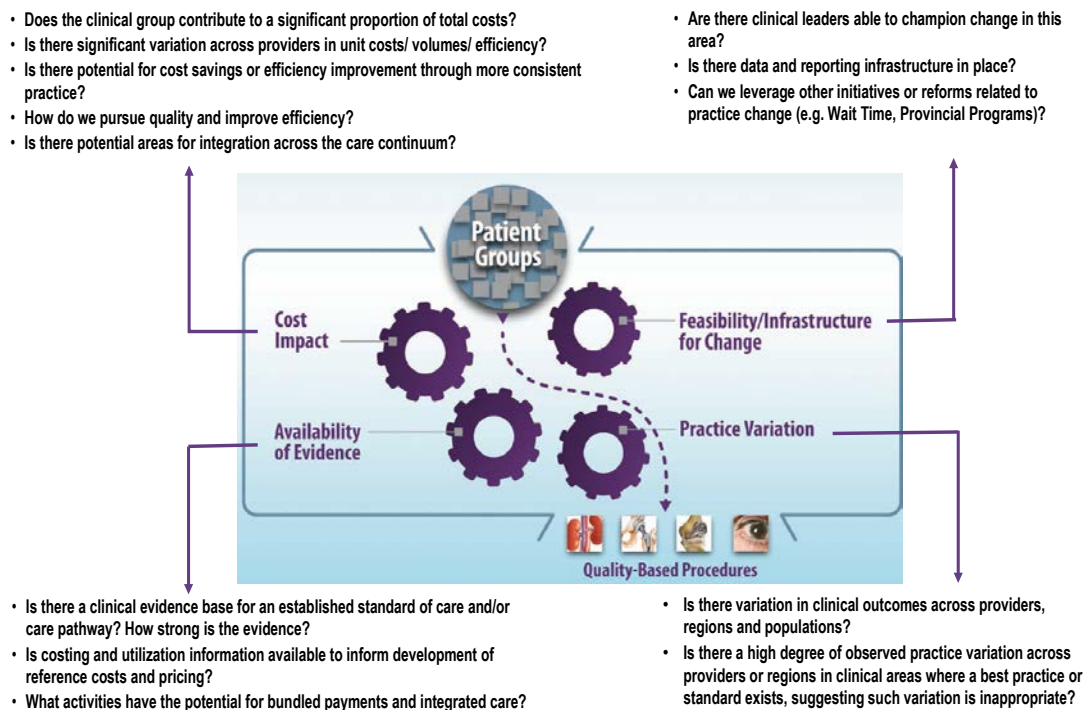 • Does the clinical group contribute to a significant proportion of total costs?
• Is there significant variation across providers in unit costs/ volumes/ efficiency?
• Is there potential for cost savings or efficiency improvement through more consistent
practice?
• How do we pursue quality and improve efficiency?
• Is there potential areas for integration across the care continuum?
• Are there clinical leaders able to champion change in this
area?
• Is there data and reporting infrastructure in place?
• Can we leverage other initiatives or reforms related to
practice change (e.g. Wait Time, Provincial Programs)?
Patient
Groups
Cost
Impact
Feasibility/Infrastructure
for Change
Availability
of Evidence
Practice Variation
Quality-Based Procedures
• Is there a clinical evidence base for an established standard of care and/or
care pathway? How strong is the evidence?
• Is costing and utilization information available to inform development of
reference costs and pricing?
• What activities have the potential for bundled payments and integrated care?
• Is there variation in clinical outcomes across providers,
regions and populations?
• Is there a high degree of observed practice variation across
providers or regions in clinical areas where a best practice or
standard exists, suggesting such variation is inappropriate?